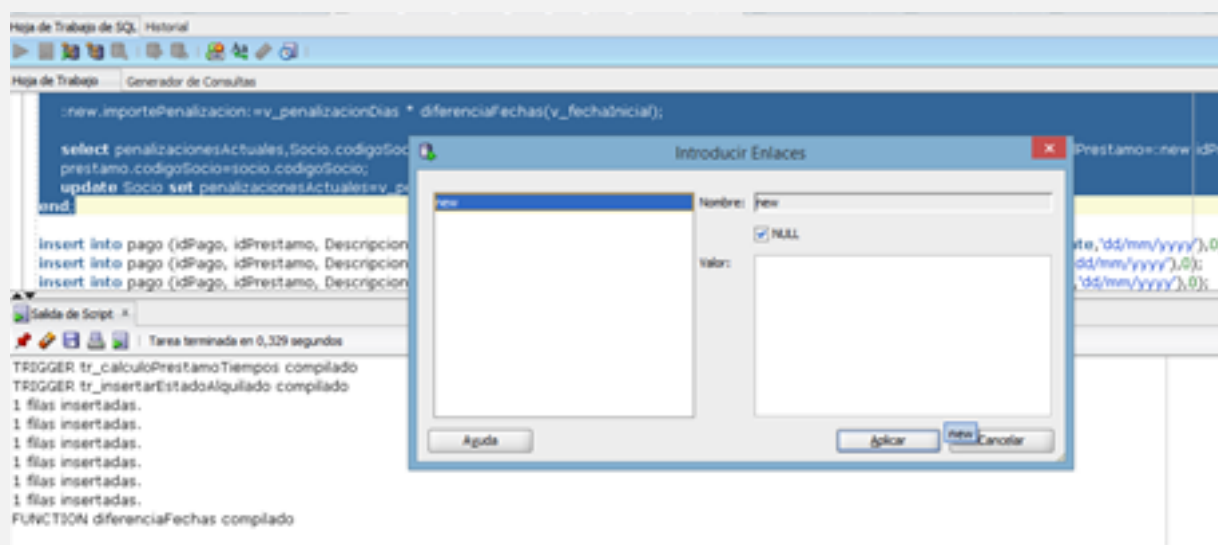 Hoja de Trabajo de SQL Historial
Hoja de Trabajo Generador de Consultas
:new.importePenalizacion:=v_penalizacionDias * diferenciaFechas(v_fechaInicial);
select penalizacionesActuales,Socio.codigoSoc
Prestamo=:new idP
prestamo.codigoSocio=socio.codigoSocio;
update Socio set penalizacionesActuales=v_p
end;
insert into pago (idPago, idPrestamo, Descripcion
te,'dd/mm/yyyy'),0
insert into pago (idPago, idPrestamo, Descripcion
dd/mm/yyyy'),0);
insert into pago (idPago, idPrestamo, Descripcion
,'dd/mm/yyyy'),0);
Introducir Enlaces
new
Nombre: new
NULL
Valor:
Ayuda
Aplicar
new
Cancelar
Salida de Script
Tarea terminada en 0,329 segundos
TRIGGER tr_calculoPrestamoTiempos compilado
TRIGGER tr_insertarEstadoAlquilado compilado
1 filas insertadas.
1 filas insertadas.
1 filas insertadas.
1 filas insertadas.
1 filas insertadas.
1 filas insertadas.
FUNCTION diferenciaFechas compilado